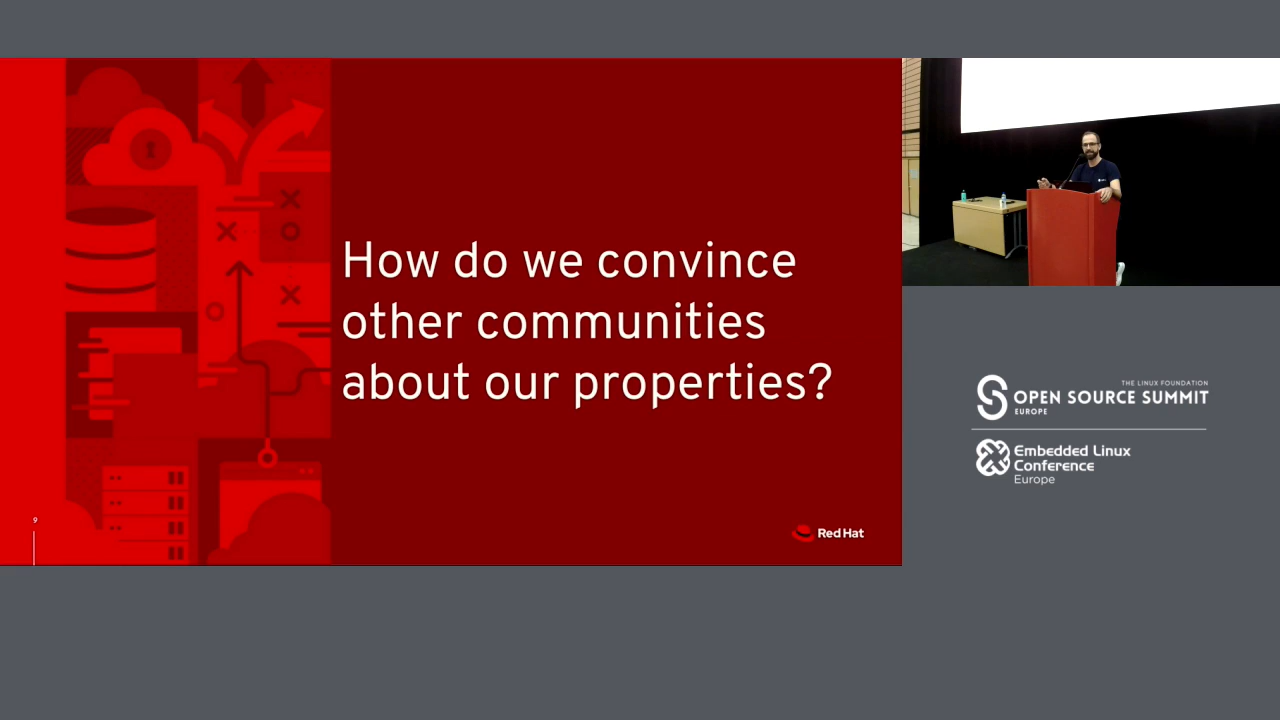 How do we convince
other communities
about our properties?
9
Red Hat
THE LINUX FOUNDATION
OPEN SOURCE SUMMIT
EUROPE
Embedded Linux
Conference
Europe